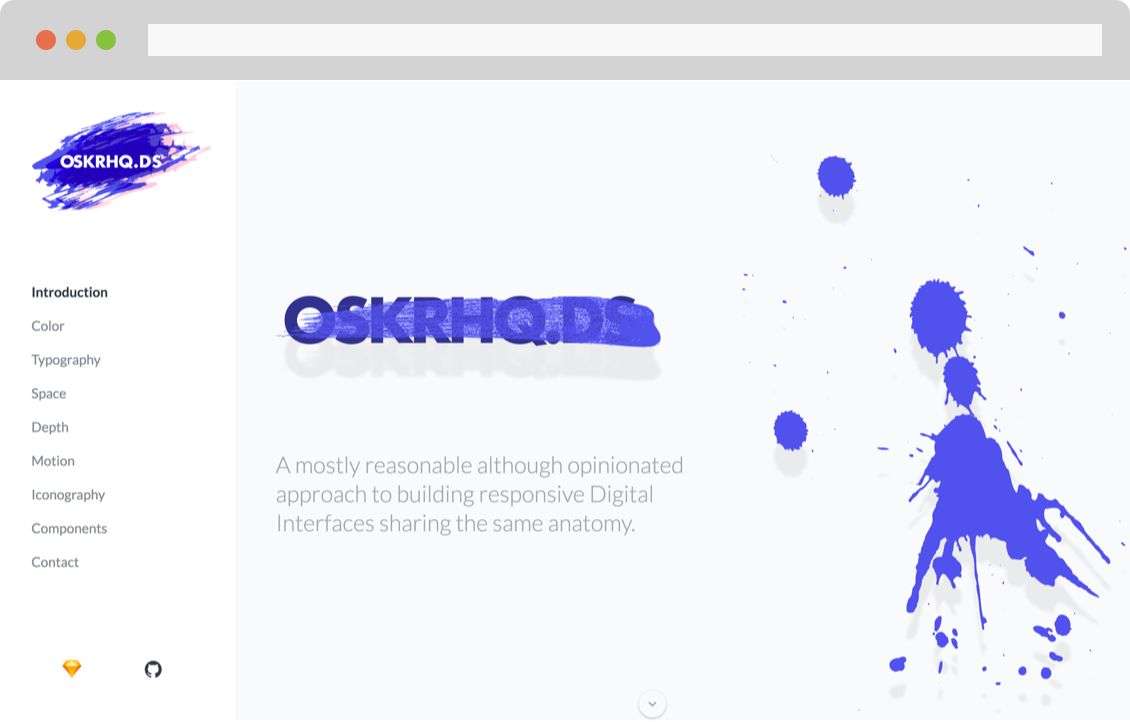 OSKRHQ.DS
Introduction
Color
Typography
Space
Depth
Motion
Iconography
Components
Contact
OSKRHQ.DS
A mostly reasonable although opinionated
approach to building responsive Digital
Interfaces sharing the same anatomy.